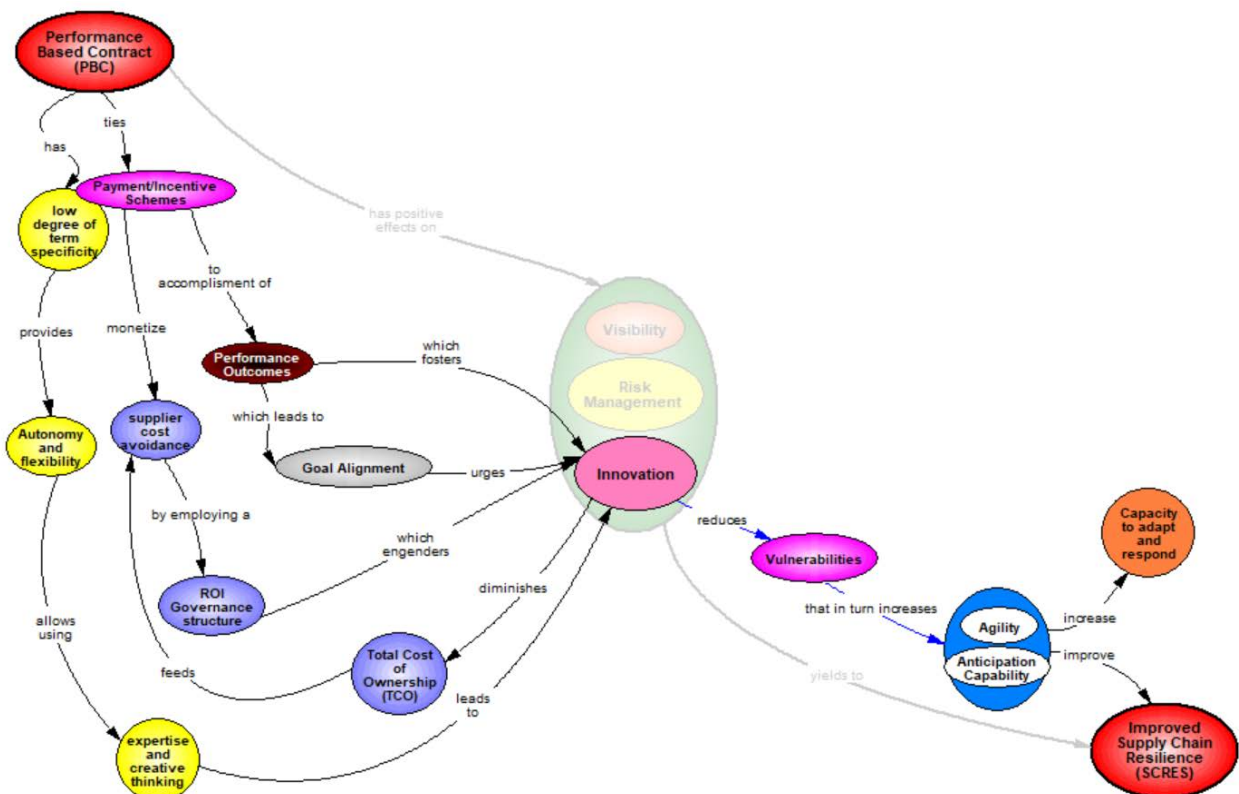 Performance
Based Contract
(PBC)
ties
has
Payment/Incentive
Schemes
low
degree of
term
specificity
has positive
effects on
to
accomplisment of
provides
monetize
Visibility
which
fosters
Performance
Outcomes
Risk
Management
which leads to
supplier
cost
avoidance
Autonomy
and
flexibility
Goal Alignment
urges
Innovation
by employing a
which
engenders
reduces
Capacity
to adapt
and
respond
Vulnerabilities
ROI
Governance
structure
diminishes
that in turn increases
allows
using
increase
Agility
improve
Anticipation
Capability
Total Cost
of
Ownership
(TCO)
feeds
yields to
leads
to
expertise
and
creative
thinking
Improved
Supply Chain
Resilience
(SCRES)